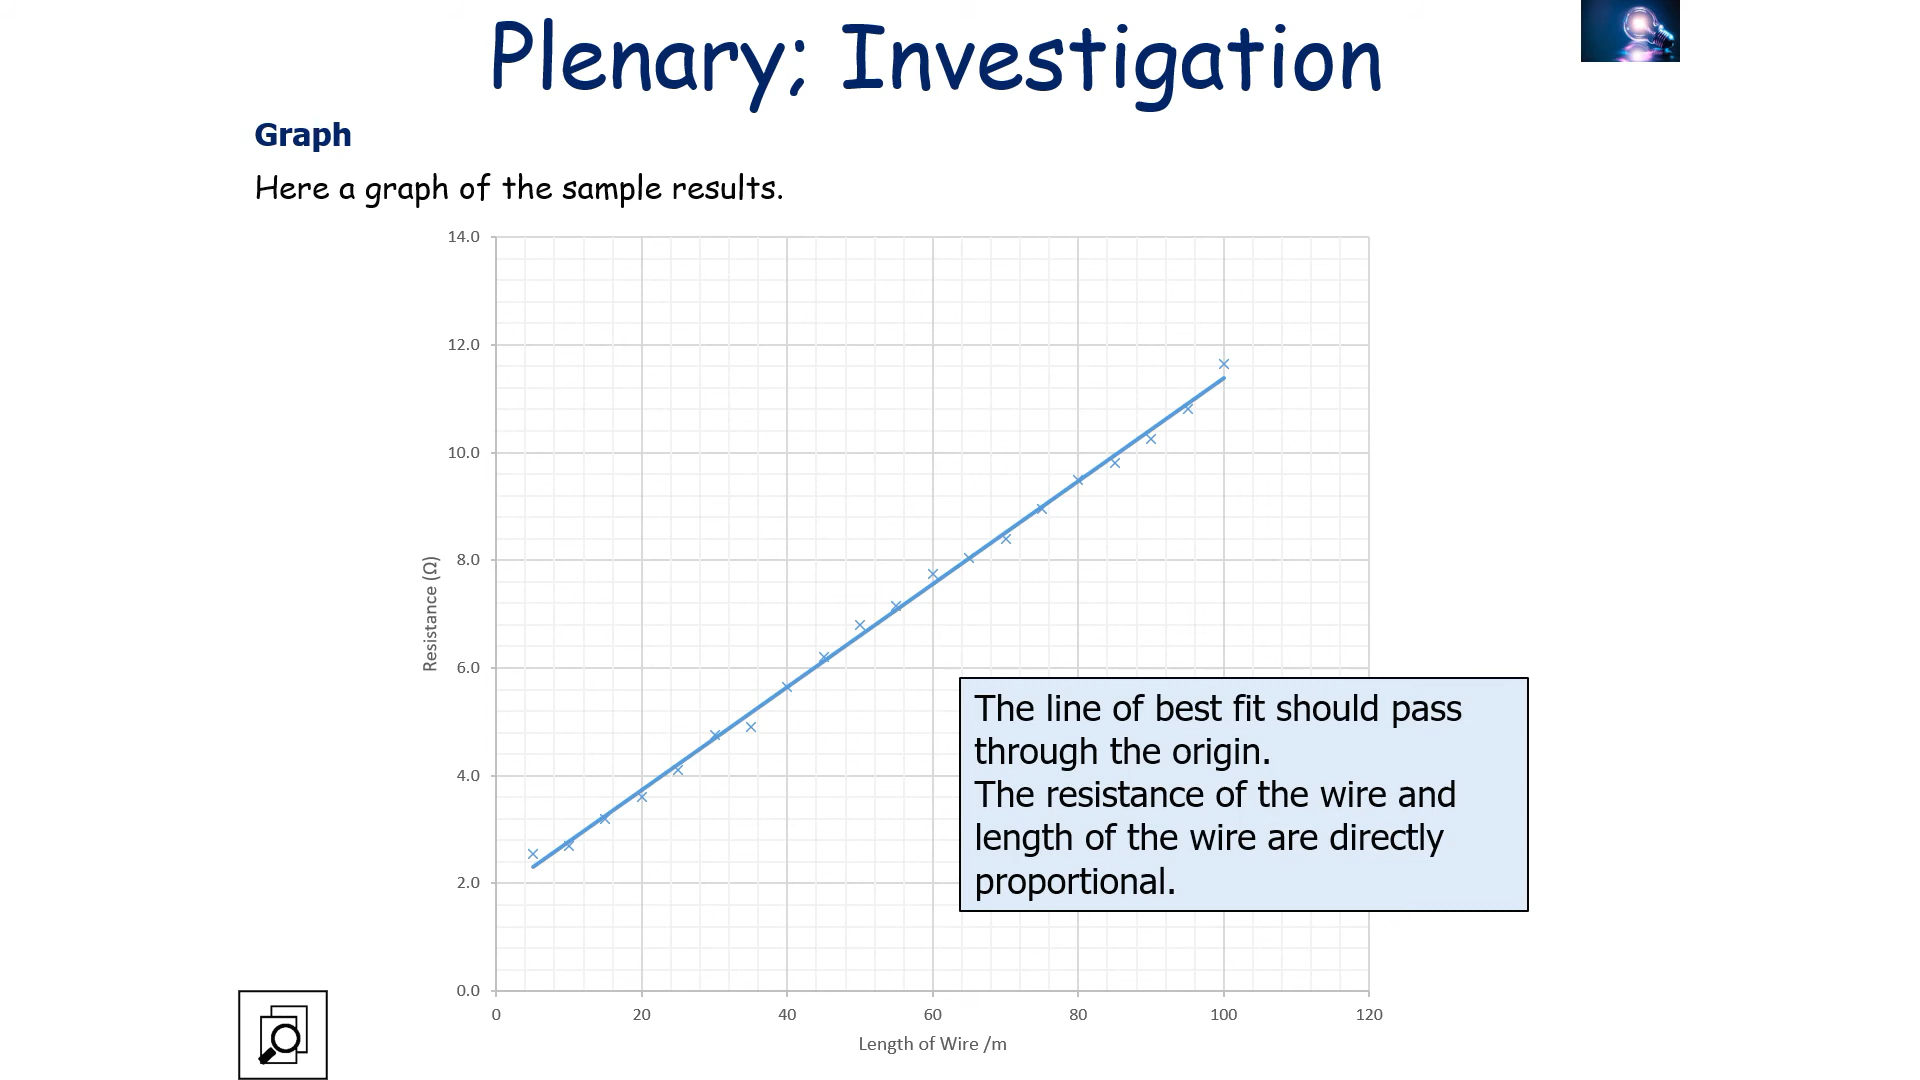 Plenary; Investigation
Graph
Here a graph of the sample results.
14.0
12.0
10.0
8.0
6.0
4.0
2.0
0.0
Resistance (Ω)
The line of best fit should pass
through the origin.
The resistance of the wire and
length of the wire are directly
proportional.
0 20 40 60 80 100 120
Length of Wire /m